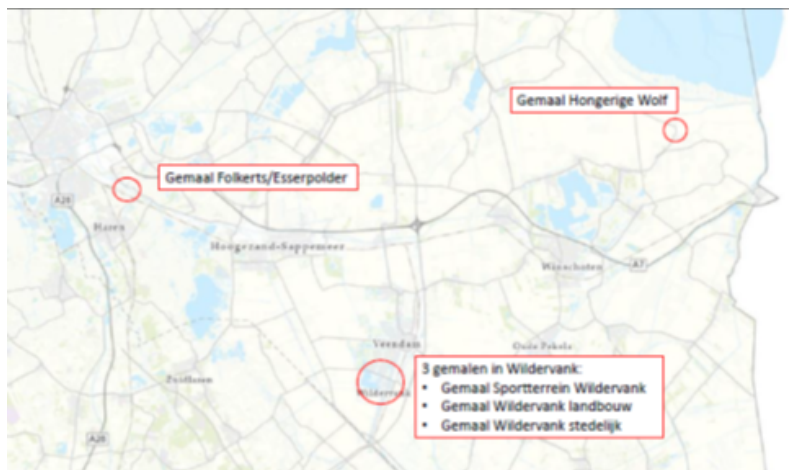 Gemaal Hongerige Wolf
Gemaal Folkerts/Esserpolder
A28
Haren
Hoogezand-Sappemeer
Winschoten
A7
Veendam
Oude Pekela
Zuidlaren
Wildervank
3 gemalen in Wildervank:
• Gemaal Sportterrein Wildervank
• Gemaal Wildervank landbouw
• Gemaal Wildervank stedelijk
A28